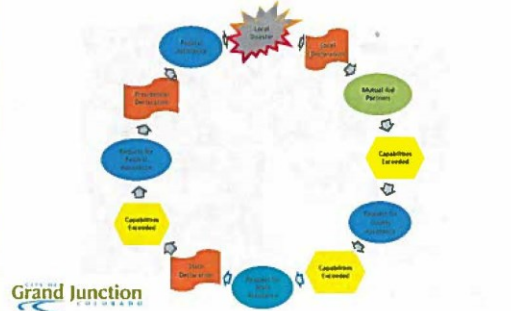 Local
Disaster
Local
Declaration
Mutual Aid
Partners
Capabilities
Exceeded
Request for
County
Assistance
Capabilities
Exceeded
Request for
State
Assistance
State
Declaration
Capabilities
Exceeded
Request for
Federal
Assistance
Presidential
Declaration
Federal
Assistance
CITY OF
Grand Junction
COLORADO